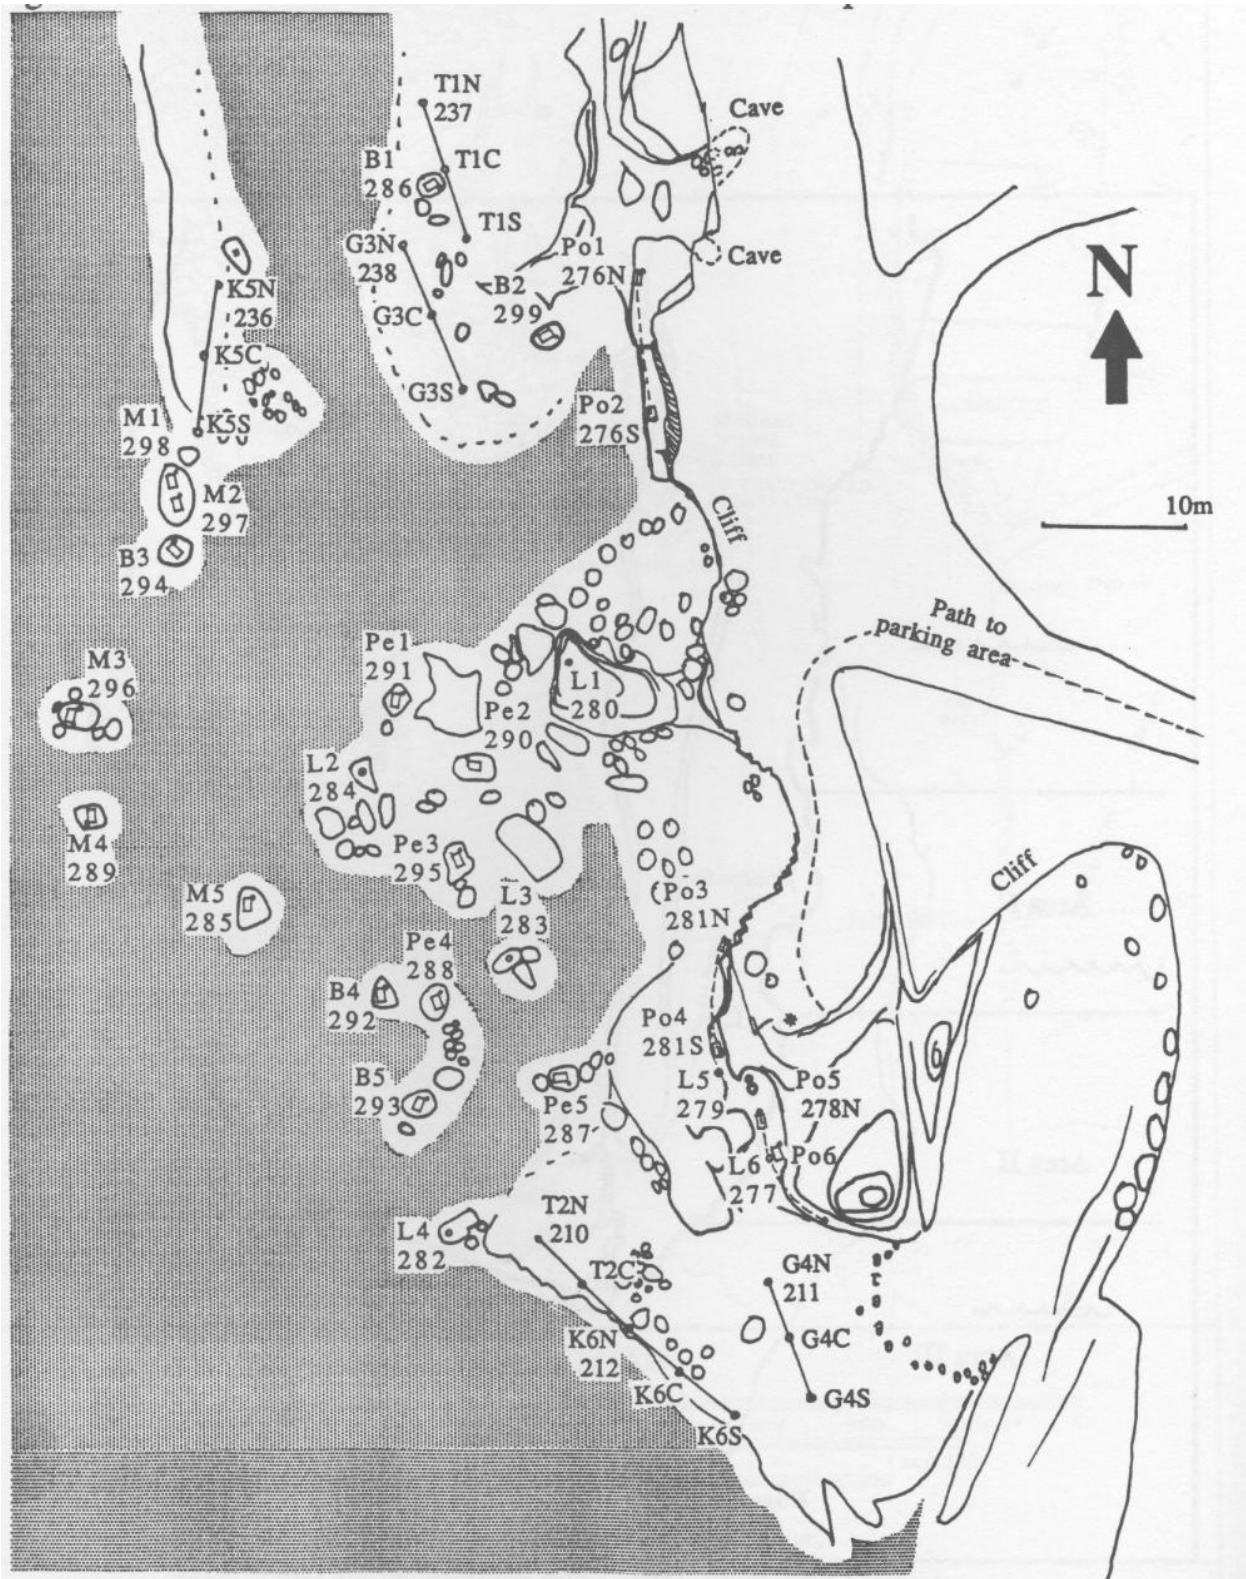 T1N
237
Cave
B1
286
T1C
T1S
G3N
238
Po1
276N
Cave
N
K5N
236
B2
299
G3C
K5C
G3S
M1
298
K5S
Po2
276S
M2
297
Cliff
10m
B3
294
Path to
parking area
Pe1
291
M3
296
L1
280
Pe2
290
L2
284
M4
289
Pe3
295
Cliff
M5
285
L3
283
Po3
281N
Pe4
288
B4
292
Po4
281S
*
B5
293
L5
279
Po5
278N
Pe5
287
L6
277
Po6
L4
282
T2N
210
T2C
G4N
211
K6N
212
G4C
K6C
G4S
K6S